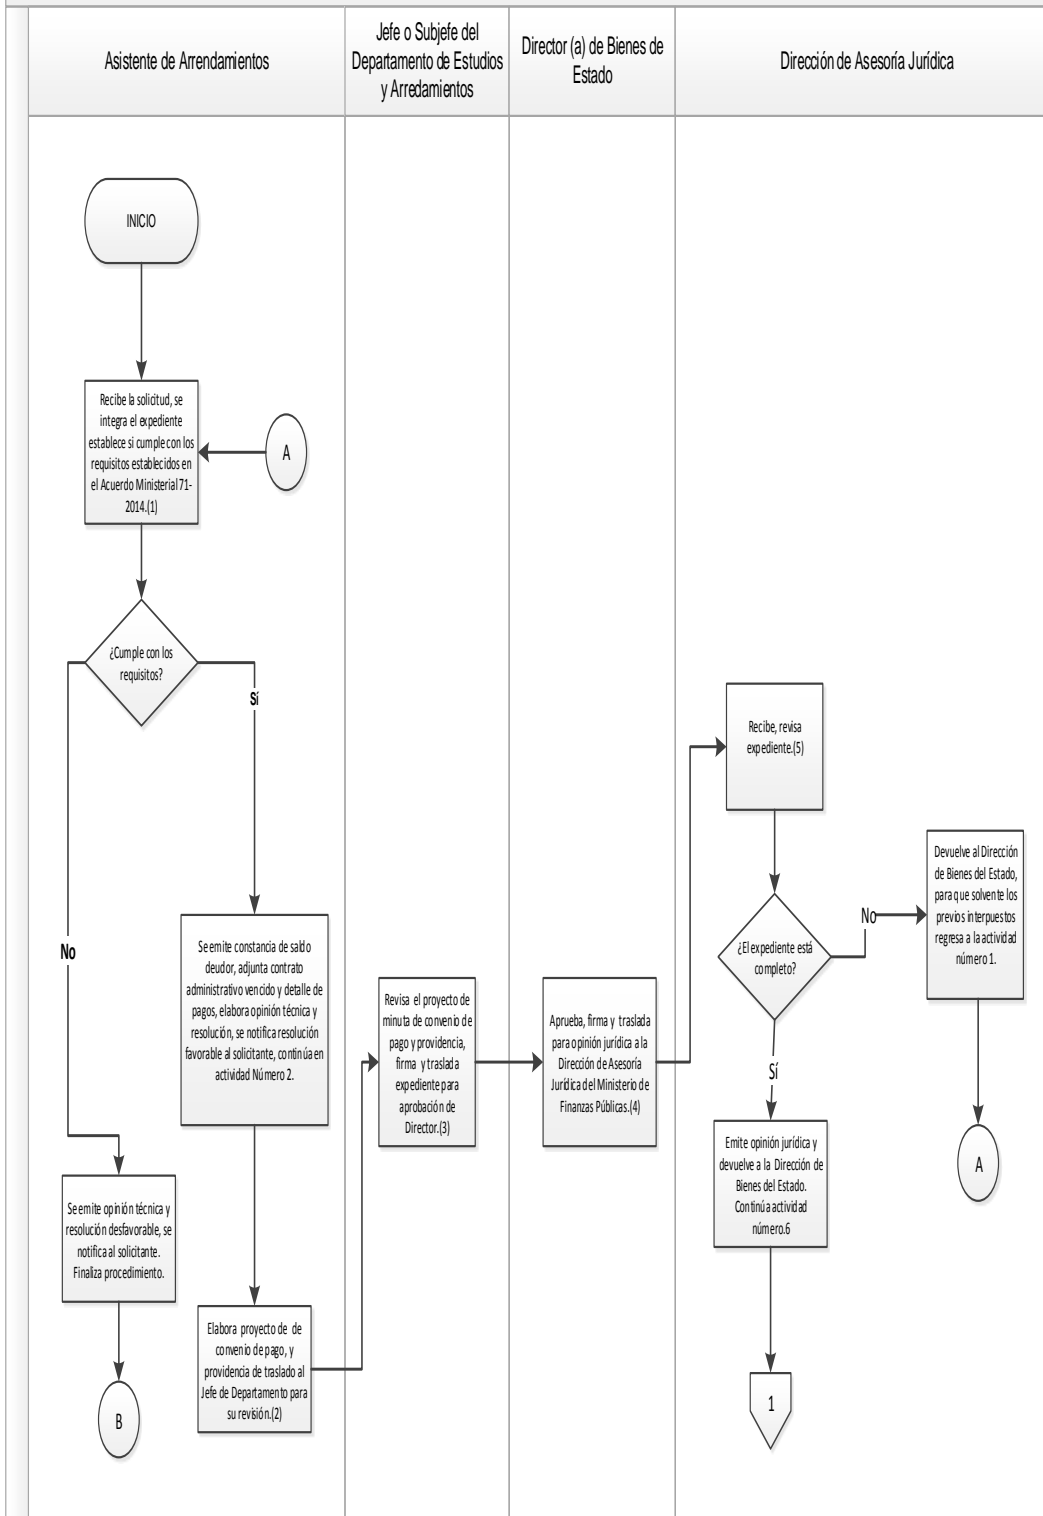 Asistente de Arrendamientos
Jefe o Subjefe del
Departamento de Estudios
y Arredamientos
Director (a) de Bienes de
Estado
Dirección de Asesoría Jurídica
INICIO
Recibe la solicitud, se
integra el expediente
establece si cumple con los
requisitos establecidos en
el Acuerdo Ministerial 71-
2014.(1)
A
¿Cumple con los
requisitos?
Sí
No
Se emite constancia de saldo
deudor, adjunta contrato
administrativo vencido y detalle de
pagos, elabora opinión técnica y
resolución, se notifica resolución
favorable al solicitante, continúa en
actividad Número 2.
Se emite opinión técnica y
resolución desfavorable, se
notifica al solicitante.
Finaliza procedimiento.
B
Elabora proyecto de de
convenio de pago, y
providencia de traslado al
Jefe de Departamento para
su revisión.(2)
Revisa el proyecto de
minuta de convenio de
pago y providencia,
firma y traslada
expediente para
aprobación de
Director.(3)
Aprueba, firma y traslada
para opinión jurídica a la
Dirección de Asesoría
Jurídica del Ministerio de
Finanzas Públicas.(4)
Recibe, revisa
expediente.(5)
¿El expediente está
completo?
No
Devuelve al Dirección
de Bienes del Estado,
para que solvente los
previos interpuestos
regresa a la actividad
número 1.
A
Sí
Emite opinión jurídica y
devuelve a la Dirección de
Bienes del Estado.
Continúa actividad
número.6
1